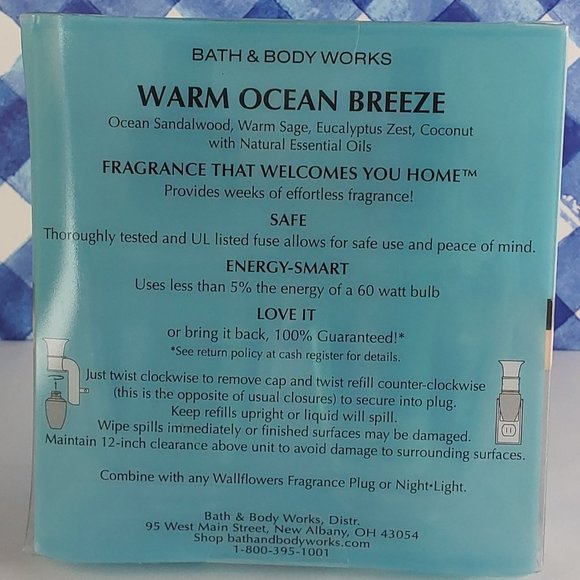 BATH & BODY WORKS
WARM OCEAN BREEZE
Ocean Sandalwood, Warm Sage, Eucalyptus Zest, Coconut
with Natural Essential Oils
FRAGRANCE THAT WELCOMES YOU HOME™
Provides weeks of effortless fragrance!
SAFE
Thoroughly tested and UL listed fuse allows for safe use and peace of mind.
ENERGY-SMART
Uses less than 5% the energy of a 60 watt bulb
LOVE IT
or bring it back, 100% Guaranteed!*
*See return policy at cash register for details.
Just twist clockwise to remove cap and twist refill counter-clockwise
(this is the opposite of usual closures) to secure into plug.
Keep refills upright or liquid will spill.
Wipe spills immediately or finished surfaces may be damaged.
Maintain 12-inch clearance above unit to avoid damage to surrounding surfaces.
Combine with any Wallflowers Fragrance Plug or Night•Light.
Bath & Body Works, Distr.
95 West Main Street, New Albany, OH 43054
Shop bathandbodyworks.com
1-800-395-1001